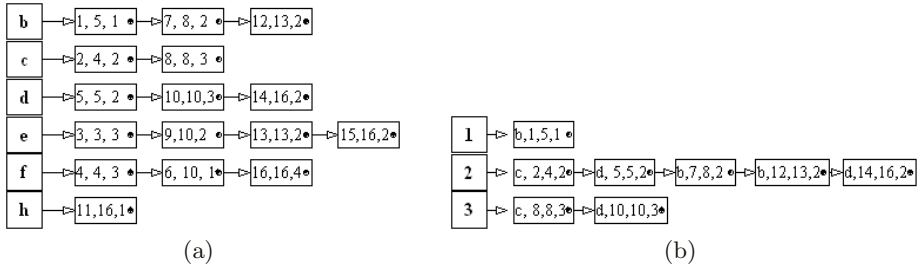 b 1, 5, 1 7, 8, 2 12,13,2
c 2, 4, 2 8, 8, 3
d 5, 5, 2 10,10,3 14,16,2
e 3, 3, 3 9,10,2 13,13,2 15,16,2
f 4, 4, 3 6, 10, 1 16,16,4
h 11,16,1
(a)
1 b,1,5,1
2 c, 2,4,2 d, 5,5,2 b,7,8,2 b,12,13,2 d,14,16,2
3 c, 8,8,3 d,10,10,3
(b)